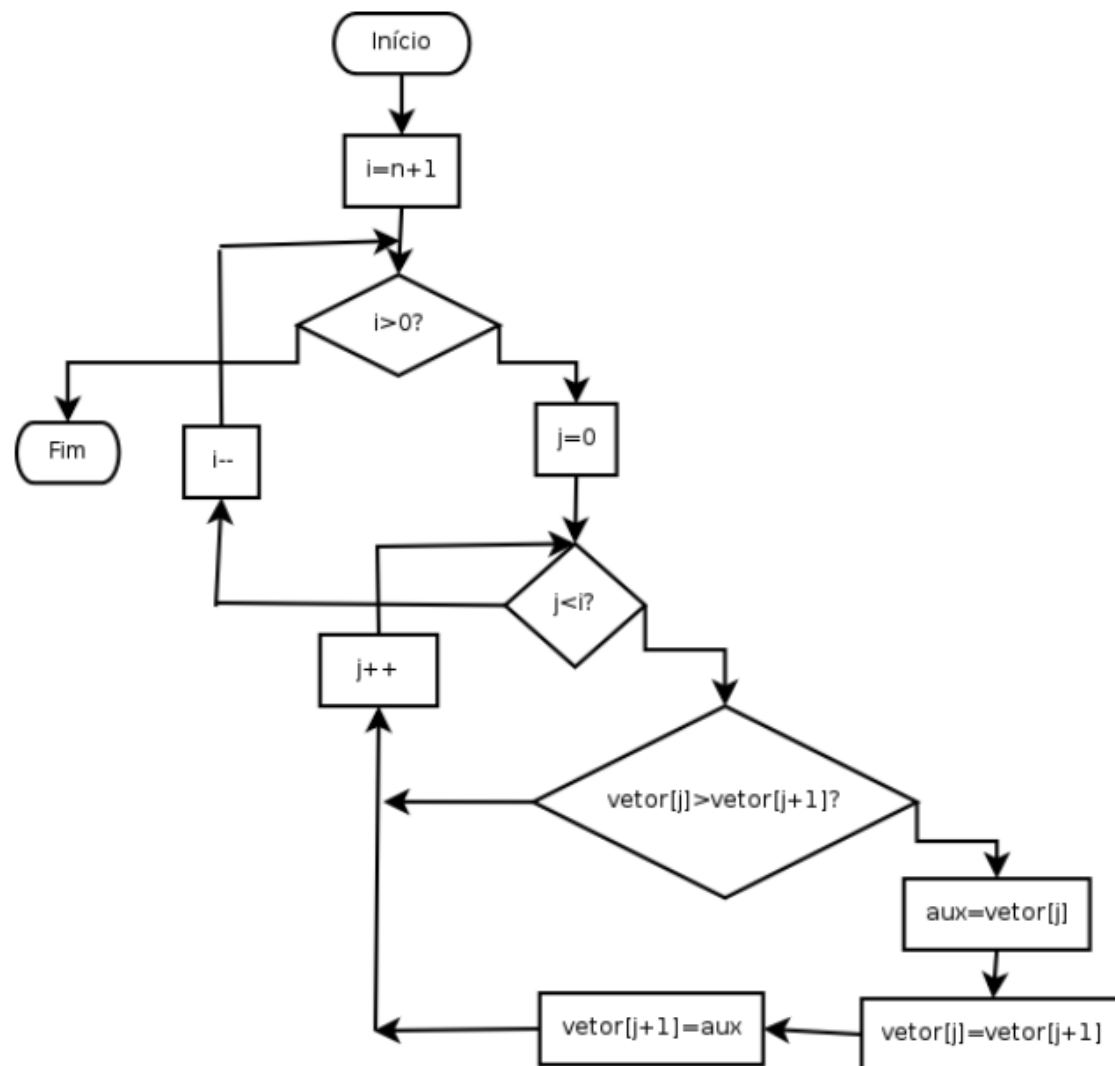 Início
i=n+1
i>0?
Fim
i--
j=0
j<i?
j++
vetor[j]>vetor[j+1]?
aux=vetor[j]
vetor[j]=vetor[j+1]
vetor[j+1]=aux